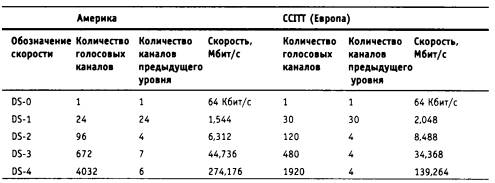 Америка CCITT (Европа)
Обозначение скорости Количество голосовых каналов Количество каналов предыдущего уровня Скорость, Мбит/с Количество голосовых каналов Количество каналов предыдущего уровня Скорость, Мбит/с
DS-0 1 1 64 Кбит/с 1 1 64 Кбит/с
DS-1 24 24 1,544 30 30 2,048
DS-2 96 4 6,312 120 4 8,488
DS-3 672 7 44,736 480 4 34,368
DS-4 4032 6 274,176 1920 4 139,264